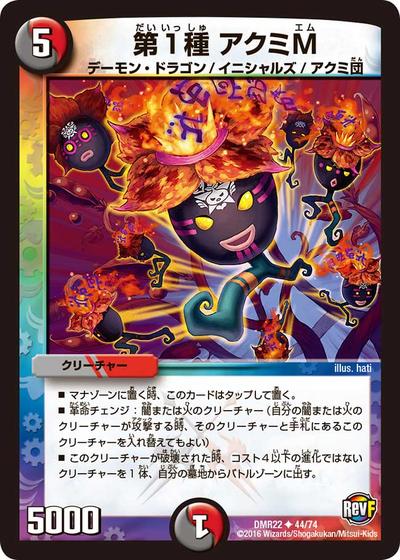 5
だいいっしゅ エム
第1種 アクミM
デーモン・ドラゴン / イニシャルズ / アクミ団
クリーチャー
illus. hati
■ マナゾーンに置く時、このカードはタップして置く。
■ 革命チェンジ：闇または火のクリーチャー（自分の闇または火の
クリーチャーが攻撃する時、そのクリーチャーと手札にあるこの
クリーチャーを入れ替えてもよい）
■ このクリーチャーが破壊された時、コスト4以下の進化ではない
クリーチャーを1体、自分の墓地からバトルゾーンに出す。
RevF
5000
1
DMR22 ◆ 44/74
©2016 Wizards/Shogakukan/Mitsui-Kids